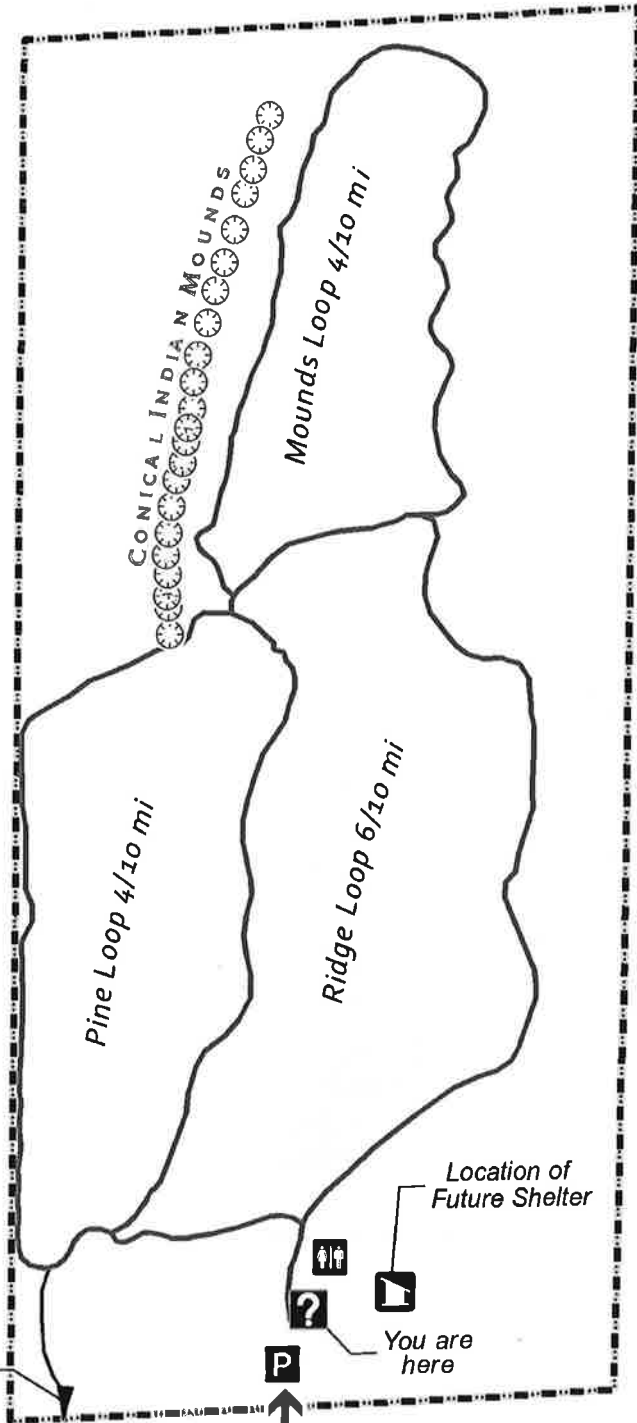 CONICAL INDIAN MOUNDS
Mounds Loop 4/10 mi
Pine Loop 4/10 mi
Ridge Loop 6/10 mi
Location of
Future Shelter
?
You are
here
P